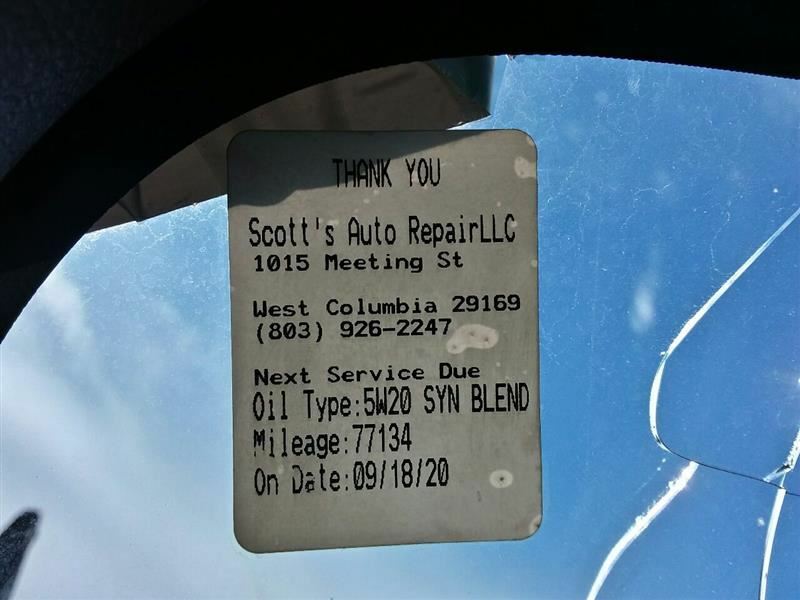 THANK YOU
Scott's Auto RepairLLC
1015 Meeting St
West Columbia 29169
(803) 926-2247
Next Service Due
Oil Type:5W20 SYN BLEND
Mileage:77134
On Date:09/18/20